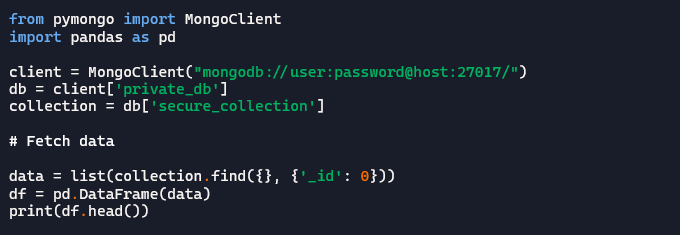 from pymongo import MongoClient
import pandas as pd
client = MongoClient("mongodb://user:password@host:27017/")
db = client['private_db']
collection = db['secure_collection']
# Fetch data
data = list(collection.find({}, {'_id': 0}))
df = pd.DataFrame(data)
print(df.head())